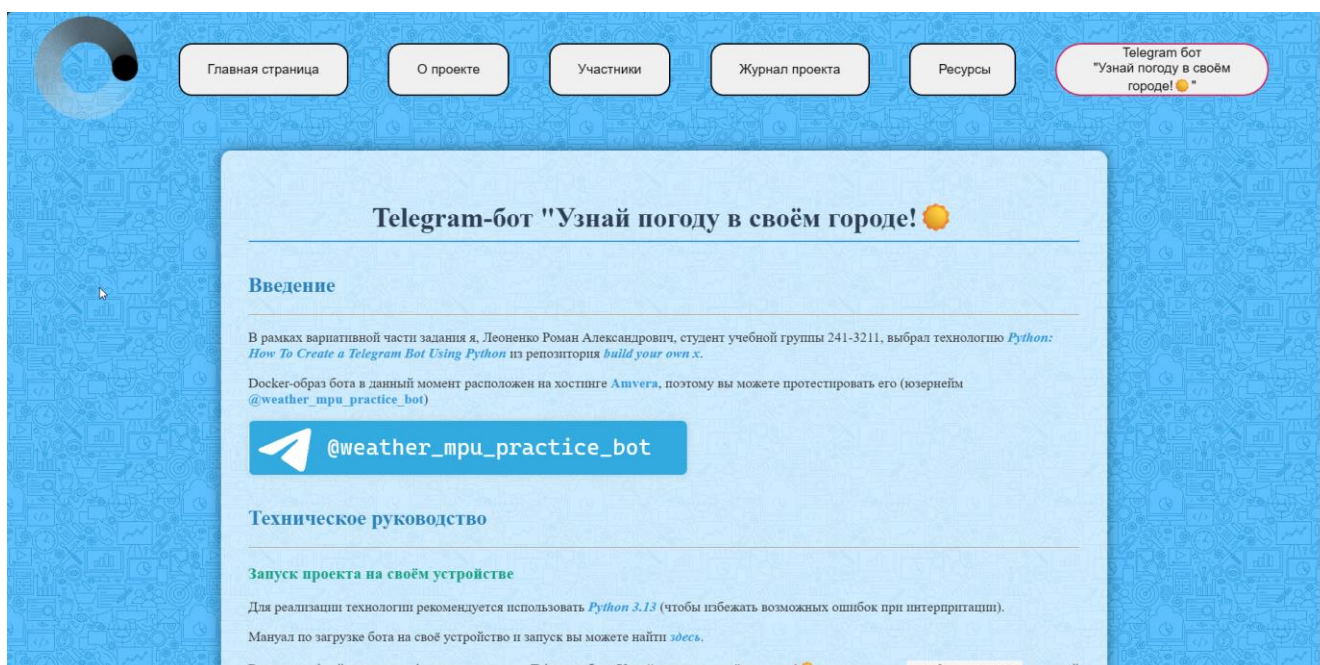 Главная страница
О проекте
Участники
Журнал проекта
Ресурсы
Telegram бот
"Узнай погоду в своём
городе!🌞"
Telegram-бот "Узнай погоду в своём городе!🌞
Введение
В рамках вариативной части задания я, Леоненко Роман Александрович, студент учебной группы 241-3211, выбрал технологию Python:
How To Create a Telegram Bot Using Python из репозитория build your own x.
Docker-образ бота в данный момент расположен на хостинге Amvera, поэтому вы можете протестировать его (юзернейм
@weather_mpu_practice_bot)
@weather_mpu_practice_bot
Техническое руководство
Запуск проекта на своём устройстве
Для реализации технологии рекомендуется использовать Python 3.13 (чтобы избежать возможных ошибок при интерпритации).
Мануал по загрузке бота на своё устройство и запуск вы можете найти здесь.